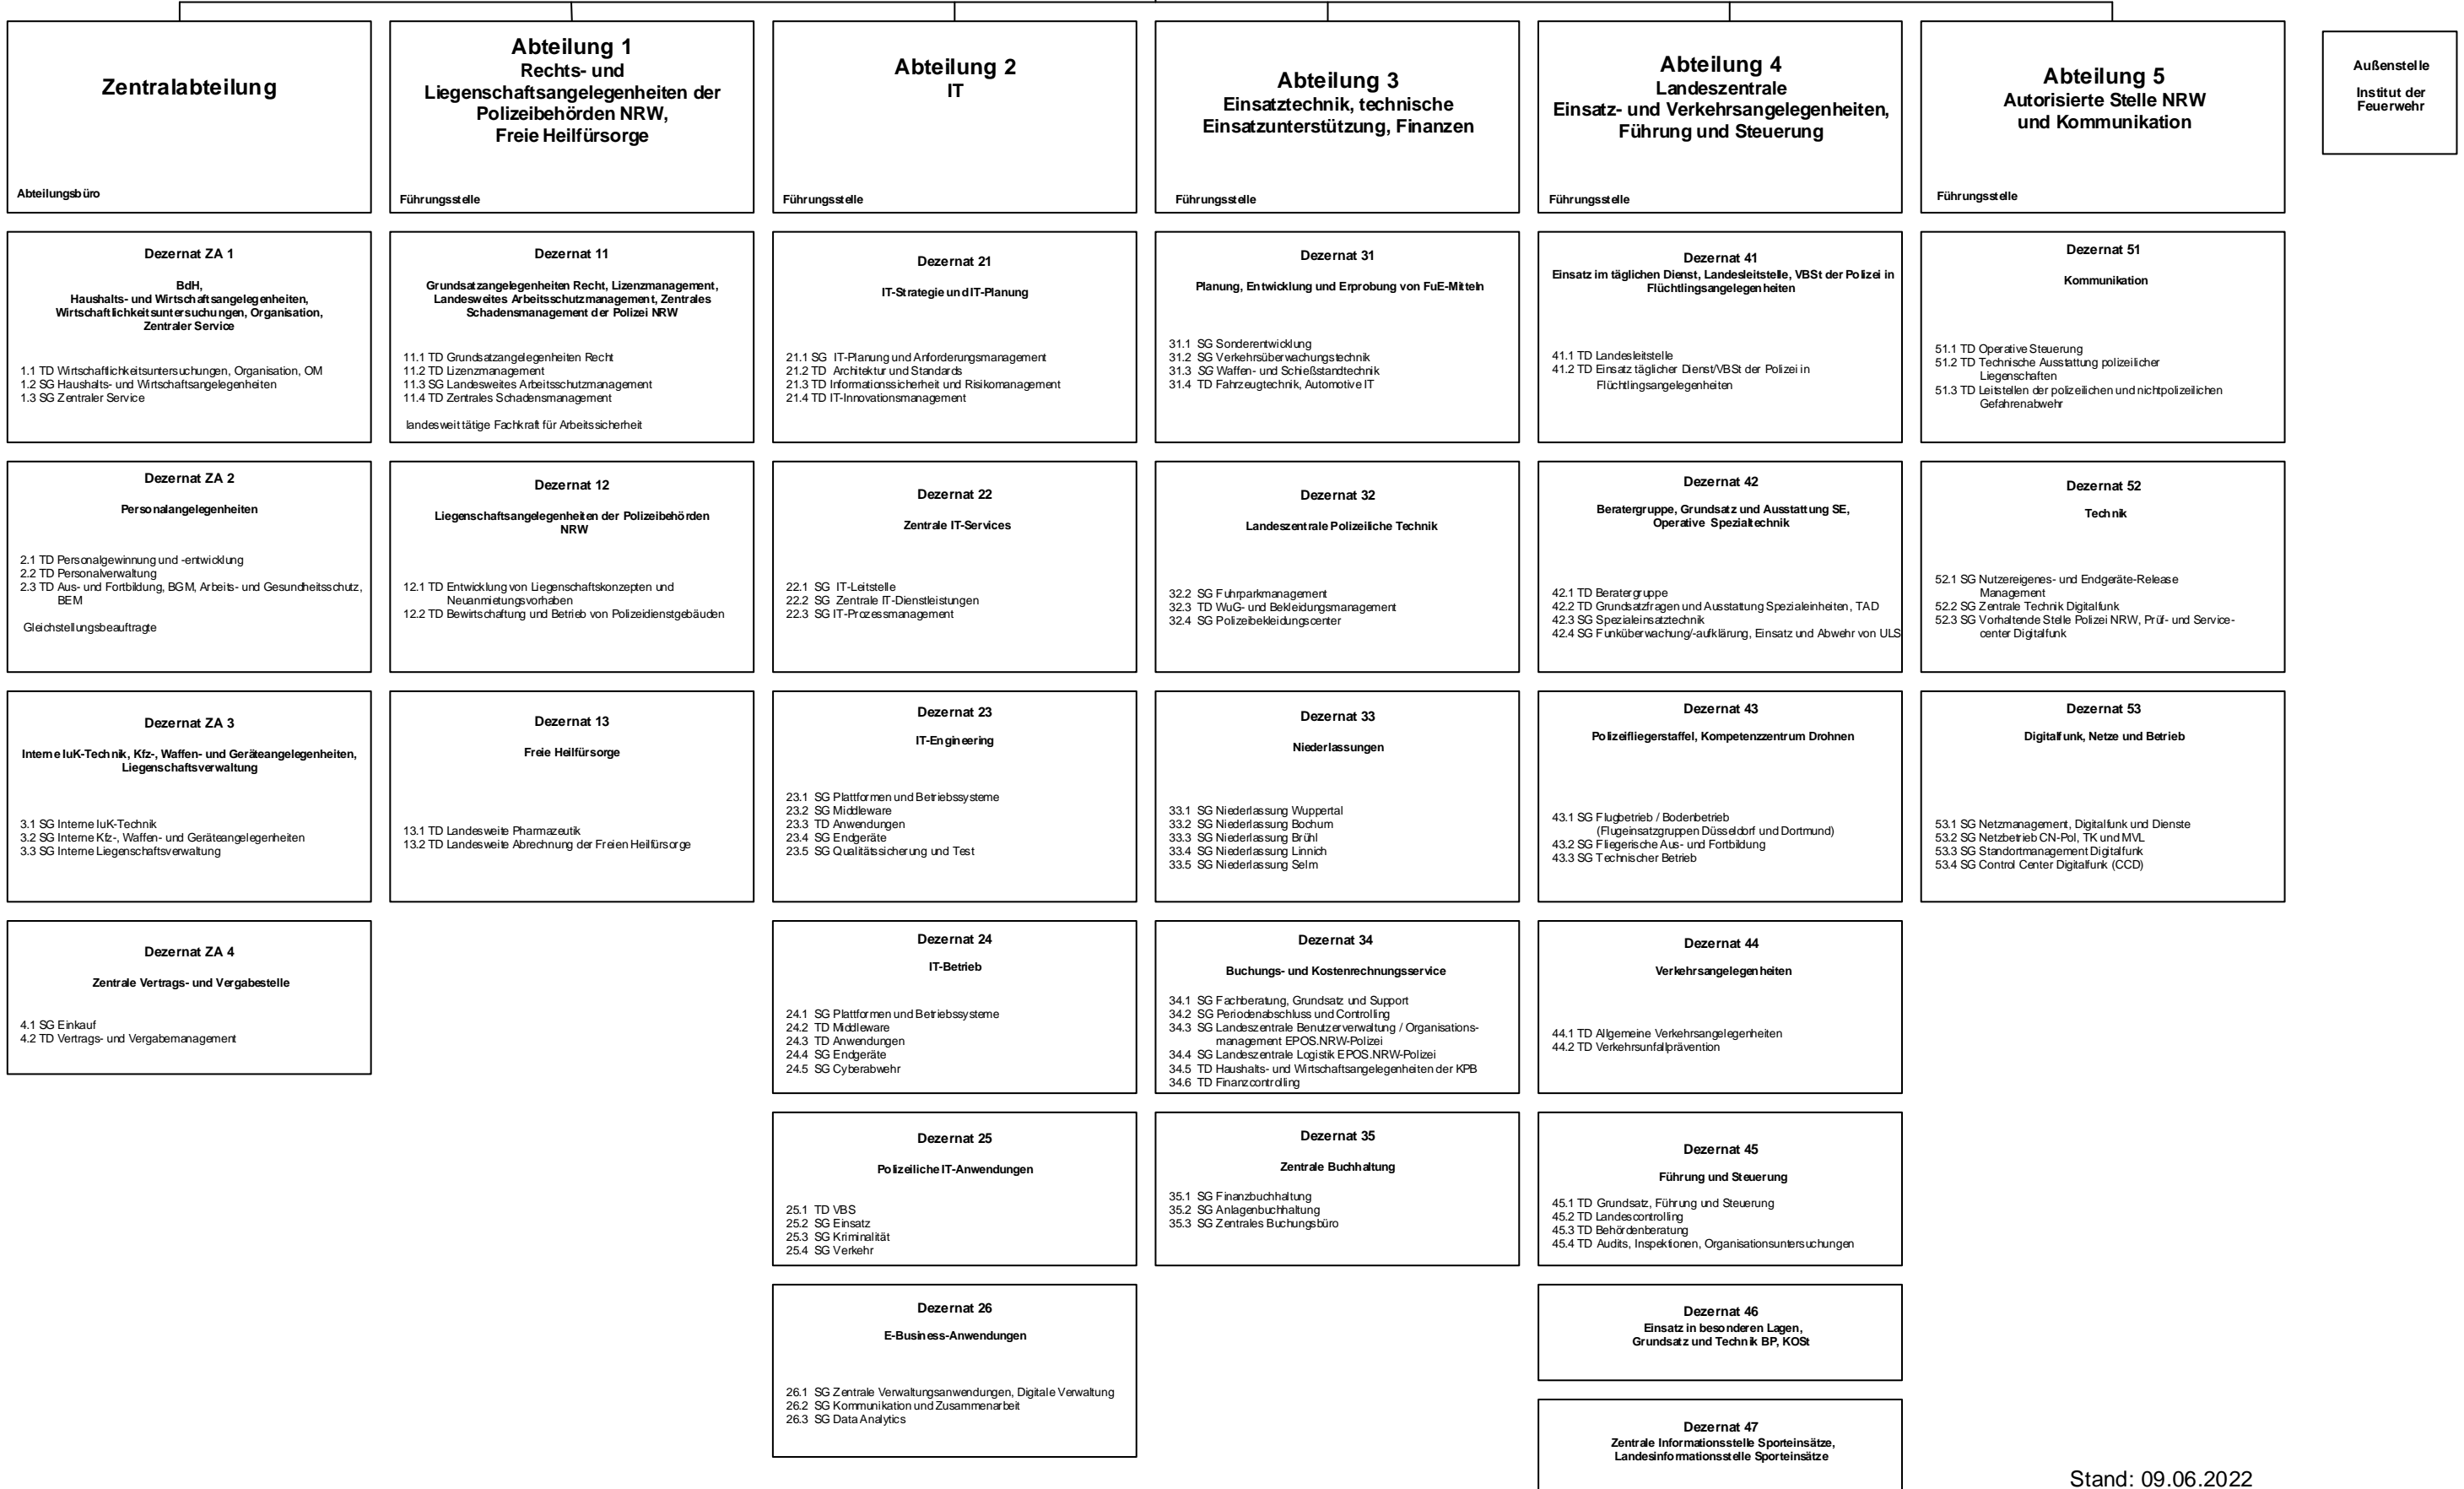 Zentralabteilung
Abteilungsbüro
Dezernat ZA 1
BdH,
Haushalts- und Wirtschaftsangelegenheiten,
Wirtschaftlichkeitsuntersuchungen, Organisation,
Zentraler Service
1.1 TD Wirtschaftlichkeitsuntersuchungen, Organisation, OM
1.2 SG Haushalts- und Wirtschaftsangelegenheiten
1.3 SG Zentraler Service
Dezernat ZA 2
Personalangelegenheiten
2.1 TD Personalgewinnung und -entwicklung
2.2 TD Personalverwaltung
2.3 TD Aus- und Fortbildung, BGM, Arbeits- und Gesundheitsschutz,
BEM
Gleichstellungsbeauftragte
Dezernat ZA 3
Interne IuK-Technik, Kfz-, Waffen- und Geräteangelegenheiten,
Liegenschaftsverwaltung
3.1 SG Interne IuK-Technik
3.2 SG Interne Kfz-, Waffen- und Geräteangelegenheiten
3.3 SG Interne Liegenschaftsverwaltung
Dezernat ZA 4
Zentrale Vertrags- und Vergabestelle
4.1 SG Einkauf
4.2 TD Vertrags- und Vergabemanagement
Abteilung 1
Rechts- und
Liegenschaftsangelegenheiten der
Polizeibehörden NRW,
Freie Heilfürsorge
Führungsstelle
Dezernat 11
Grundsatzangelegenheiten Recht, Lizenzmanagement,
Landesweites Arbeitsschutzmanagement, Zentrales
Schadensmanagement der Polizei NRW
11.1 TD Grundsatzangelegenheiten Recht
11.2 TD Lizenzmanagement
11.3 SG Landesweites Arbeitsschutzmanagement
11.4 TD Zentrales Schadensmanagement
landesweit tätige Fachkraft für Arbeitssicherheit
Dezernat 12
Liegenschaftsangelegenheiten der Polizeibehörden
NRW
12.1 TD Entwicklung von Liegenschaftskonzepten und
Neuanmietungsvorhaben
12.2 TD Bewirtschaftung und Betrieb von Polizeidienstgebäuden
Dezernat 13
Freie Heilfürsorge
13.1 TD Landesweite Pharmazeutik
13.2 TD Landesweite Abrechnung der Freien Heilfürsorge
Abteilung 2
IT
Führungsstelle
Dezernat 21
IT-Strategie und IT-Planung
21.1 SG IT-Planung und Anforderungsmanagement
21.2 TD Architektur und Standards
21.3 TD Informationssicherheit und Risikomanagement
21.4 TD IT-Innovationsmanagement
Dezernat 22
Zentrale IT-Services
22.1 SG IT-Leitstelle
22.2 SG Zentrale IT-Dienstleistungen
22.3 SG IT-Prozessmanagement
Dezernat 23
IT-Engineering
23.1 SG Plattformen und Betriebssysteme
23.2 SG Middleware
23.3 TD Anwendungen
23.4 SG Endgeräte
23.5 SG Qualitätssicherung und Test
Dezernat 24
IT-Betrieb
24.1 SG Plattformen und Betriebssysteme
24.2 TD Middleware
24.3 TD Anwendungen
24.4 SG Endgeräte
24.5 SG Cyberabwehr
Dezernat 25
Polizeiliche IT-Anwendungen
25.1 TD VBS
25.2 SG Einsatz
25.3 SG Kriminalität
25.4 SG Verkehr
Dezernat 26
E-Business-Anwendungen
26.1 SG Zentrale Verwaltungsanwendungen, Digitale Verwaltung
26.2 SG Kommunikation und Zusammenarbeit
26.3 SG Data Analytics
Abteilung 3
Einsatztechnik, technische
Einsatzunterstützung, Finanzen
Führungsstelle
Dezernat 31
Planung, Entwicklung und Erprobung von FuE-Mitteln
31.1 SG Sonderentwicklung
31.2 SG Verkehrsüberwachungstechnik
31.3 SG Waffen- und Schießstandtechnik
31.4 TD Fahrzeugtechnik, Automotive IT
Dezernat 32
Landeszentrale Polizeiliche Technik
32.2 SG Fuhrparkmanagement
32.3 TD WuG- und Bekleidungsmanagement
32.4 SG Polizeibekleidungscenter
Dezernat 33
Niederlassungen
33.1 SG Niederlassung Wuppertal
33.2 SG Niederlassung Bochum
33.3 SG Niederlassung Brühl
33.4 SG Niederlassung Linnich
33.5 SG Niederlassung Selm
Dezernat 34
Buchungs- und Kostenrechnungsservice
34.1 SG Fachberatung, Grundsatz und Support
34.2 SG Periodenabschluss und Controlling
34.3 SG Landeszentrale Benutzerverwaltung / Organisations-
management EPOS.NRW-Polizei
34.4 SG Landeszentrale Logistik EPOS.NRW-Polizei
34.5 TD Haushalts- und Wirtschaftsangelegenheiten der KPB
34.6 TD Finanzcontrolling
Dezernat 35
Zentrale Buchhaltung
35.1 SG Finanzbuchhaltung
35.2 SG Anlagenbuchhaltung
35.3 SG Zentrales Buchungsbüro
Abteilung 4
Landeszentrale
Einsatz- und Verkehrsangelegenheiten,
Führung und Steuerung
Führungsstelle
Dezernat 41
Einsatz im täglichen Dienst, Landesleitstelle, VBSt der Polizei in
Flüchtlingsangelegenheiten
41.1 TD Landesleitstelle
41.2 TD Einsatz täglicher Dienst/VBSt der Polizei in
Flüchtlingsangelegenheiten
Dezernat 42
Beratergruppe, Grundsatz und Ausstattung SE,
Operative Spezialtechnik
42.1 TD Beratergruppe
42.2 TD Grundsatzfragen und Ausstattung Spezialeinheiten, TAD
42.3 SG Spezialeinsatztechnik
42.4 SG Funküberwachung/-aufklärung, Einsatz und Abwehr von ULS
Dezernat 43
Polizeifliegerstaffel, Kompetenzzentrum Drohnen
43.1 SG Flugbetrieb / Bodenbetrieb
(Flugeinsatzgruppen Düsseldorf und Dortmund)
43.2 SG Fliegerische Aus- und Fortbildung
43.3 SG Technischer Betrieb
Dezernat 44
Verkehrsangelegenheiten
44.1 TD Allgemeine Verkehrsangelegenheiten
44.2 TD Verkehrsunfallprävention
Dezernat 45
Führung und Steuerung
45.1 TD Grundsatz, Führung und Steuerung
45.2 TD Landescontrolling
45.3 TD Behördenberatung
45.4 TD Audits, Inspektionen, Organisationsuntersuchungen
Dezernat 46
Einsatz in besonderen Lagen,
Grundsatz und Technik BP, KOSt
Dezernat 47
Zentrale Informationsstelle Sporteinsätze,
Landesinformationsstelle Sporteinsätze
Abteilung 5
Autorisierte Stelle NRW
und Kommunikation
Führungsstelle
Dezernat 51
Kommunikation
51.1 TD Operative Steuerung
51.2 TD Technische Ausstattung polizeilicher
Liegenschaften
51.3 TD Leitstellen der polizeilichen und nichtpolizeilichen
Gefahrenabwehr
Dezernat 52
Technik
52.1 SG Nutzereigenes- und Endgeräte-Release
Management
52.2 SG Zentrale Technik Digitalfunk
52.3 SG Vorhaltende Stelle Polizei NRW, Prüf- und Service-
center Digitalfunk
Dezernat 53
Digitalfunk, Netze und Betrieb
53.1 SG Netzmanagement, Digitalfunk und Dienste
53.2 SG Netzbetrieb CN-Pol, TK und MVL
53.3 SG Standortmanagement Digitalfunk
53.4 SG Control Center Digitalfunk (CCD)
Außenstelle
Institut der
Feuerwehr
Stand: 09.06.2022